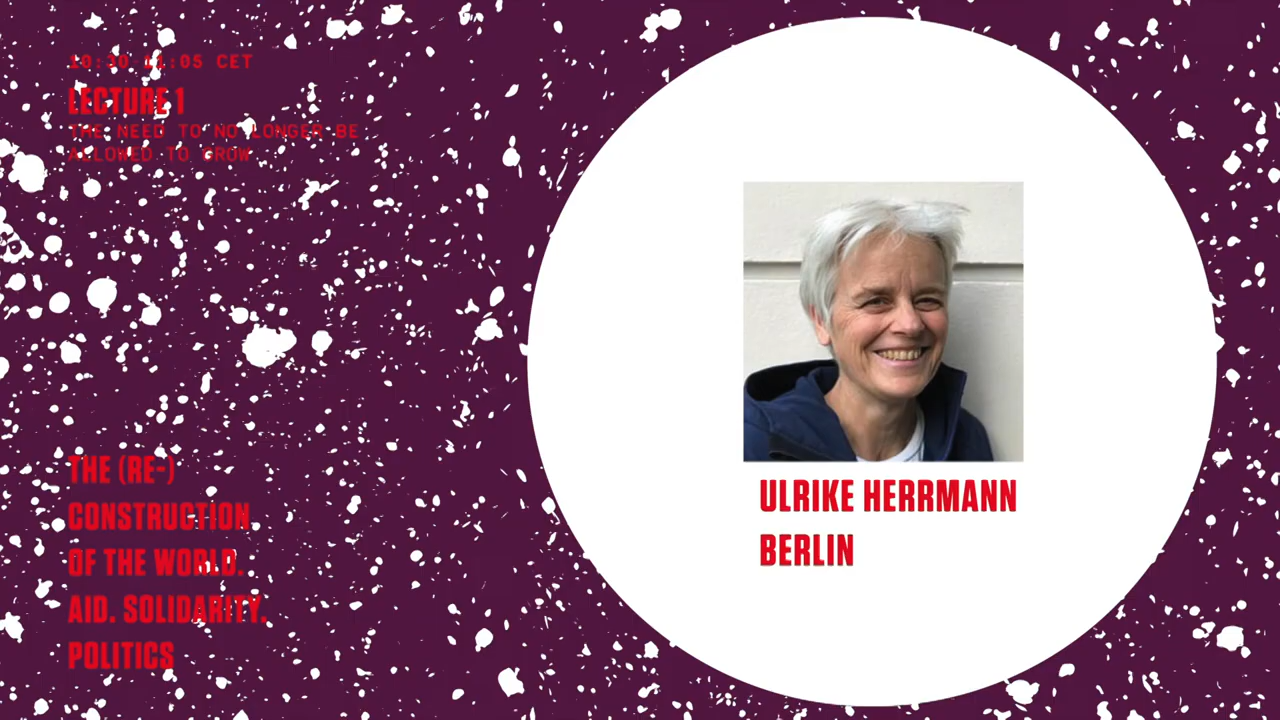 10:30-11:05 CET
LECTURE 1
THE NEED TO NO LONGER BE
ALLOWED TO GROW
THE (RE-)
CONSTRUCTION
OF THE WORLD.
AID. SOLIDARITY.
POLITICS
ULRIKE HERRMANN
BERLIN